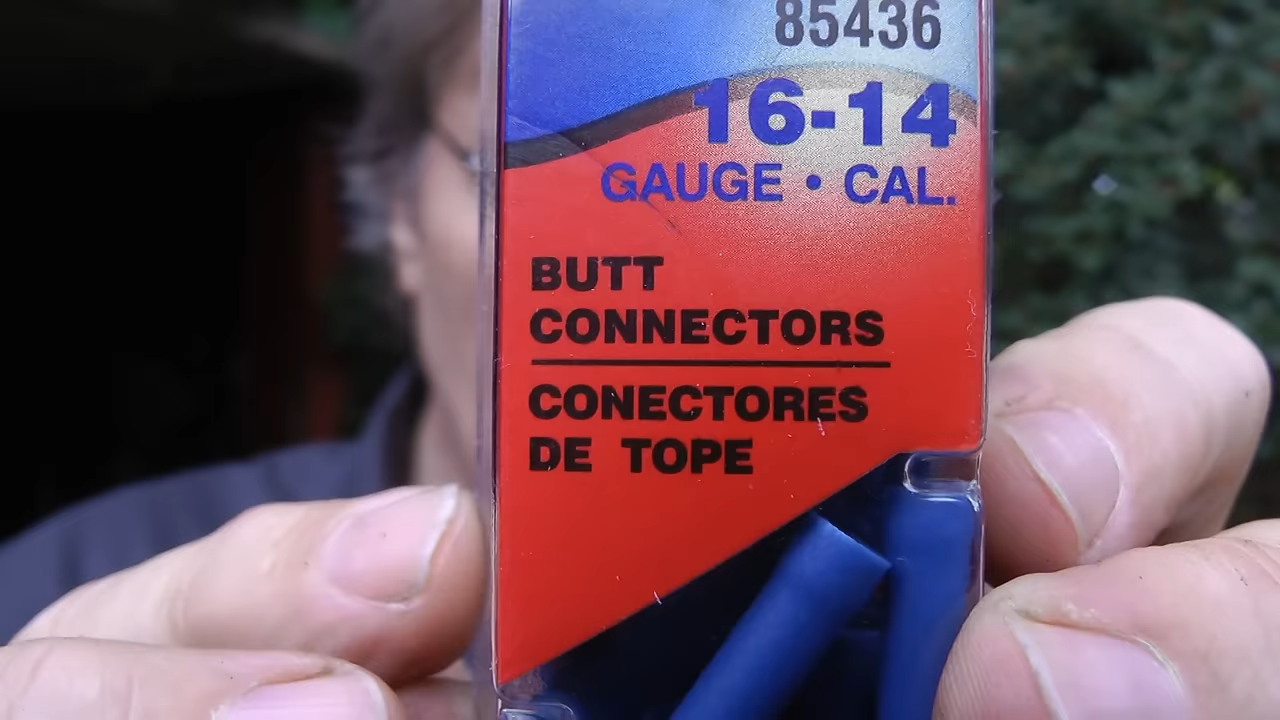 85436
16-14
GAUGE • CAL.
BUTT
CONNECTORS
CONECTORES
DE TOPE